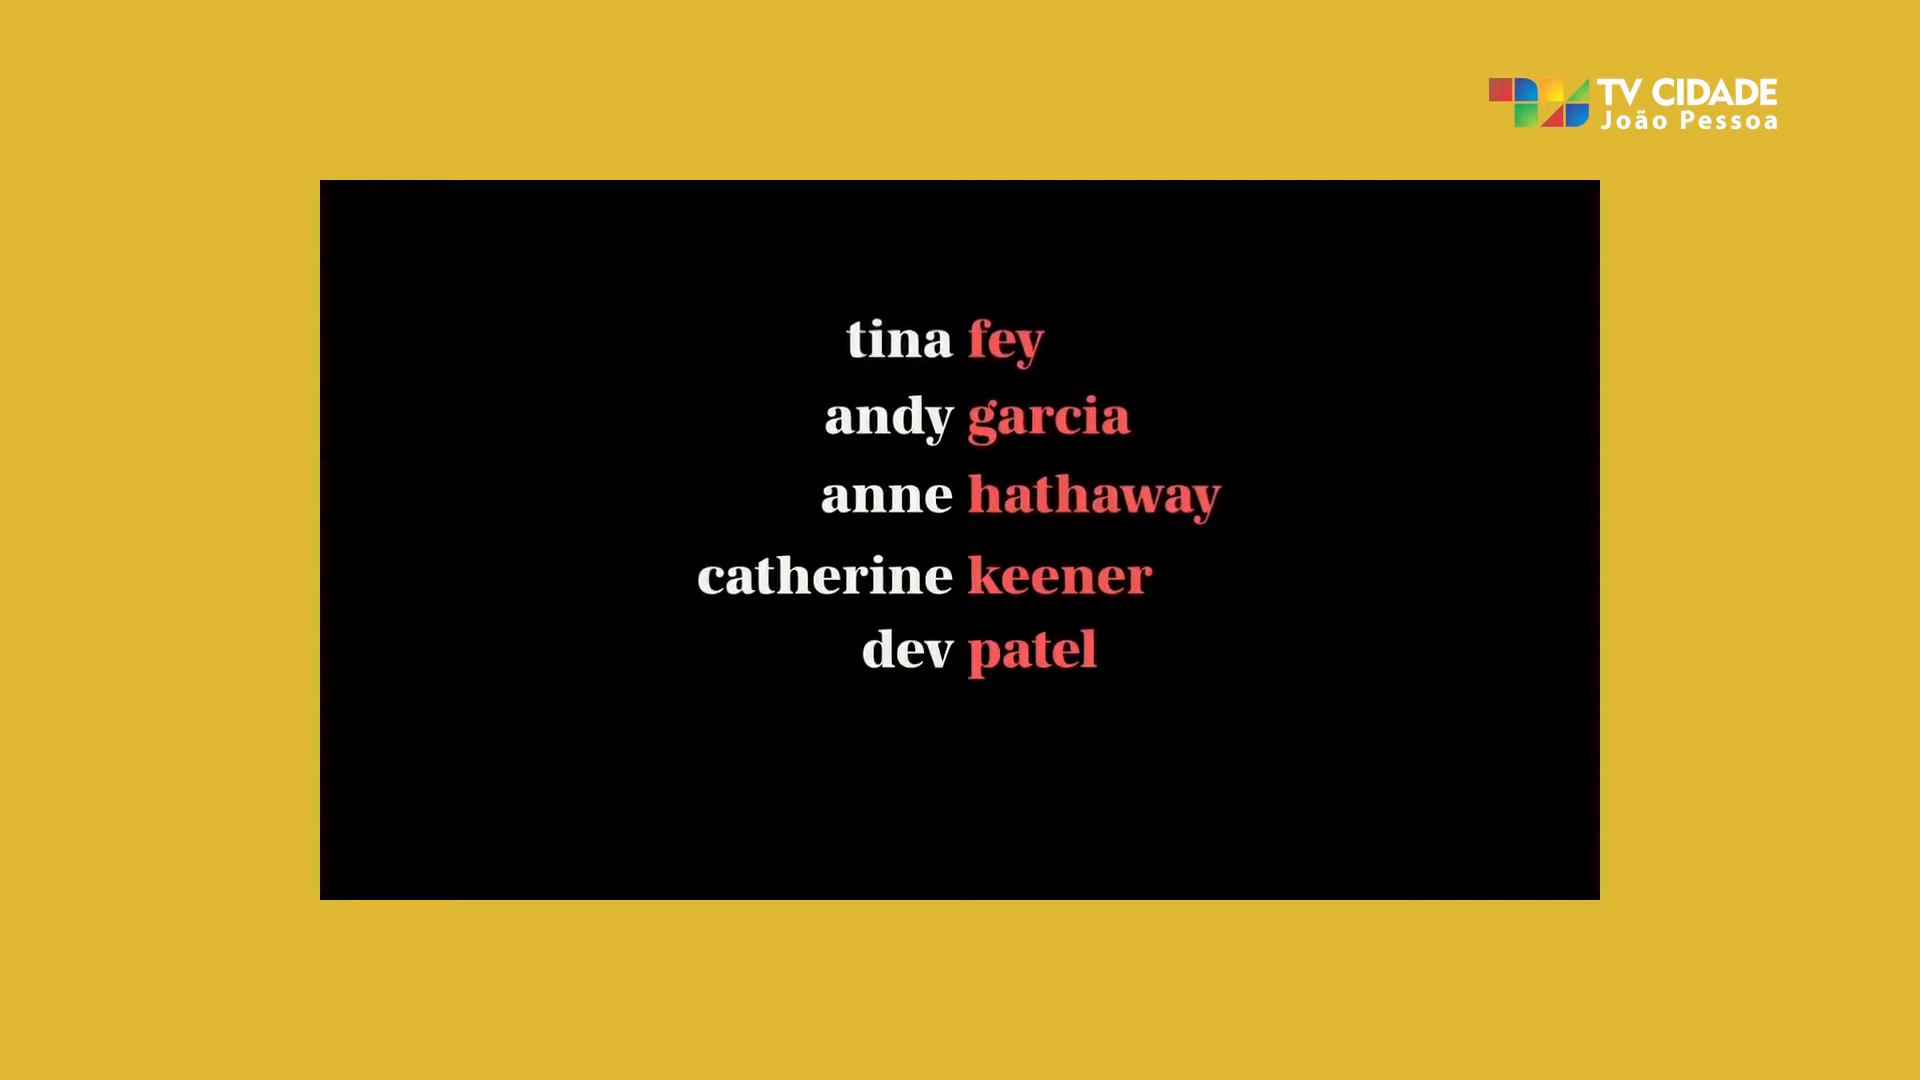 TV CIDADE
João Pessoa
tina fey
andy garcia
anne hathaway
catherine keener
dev patel